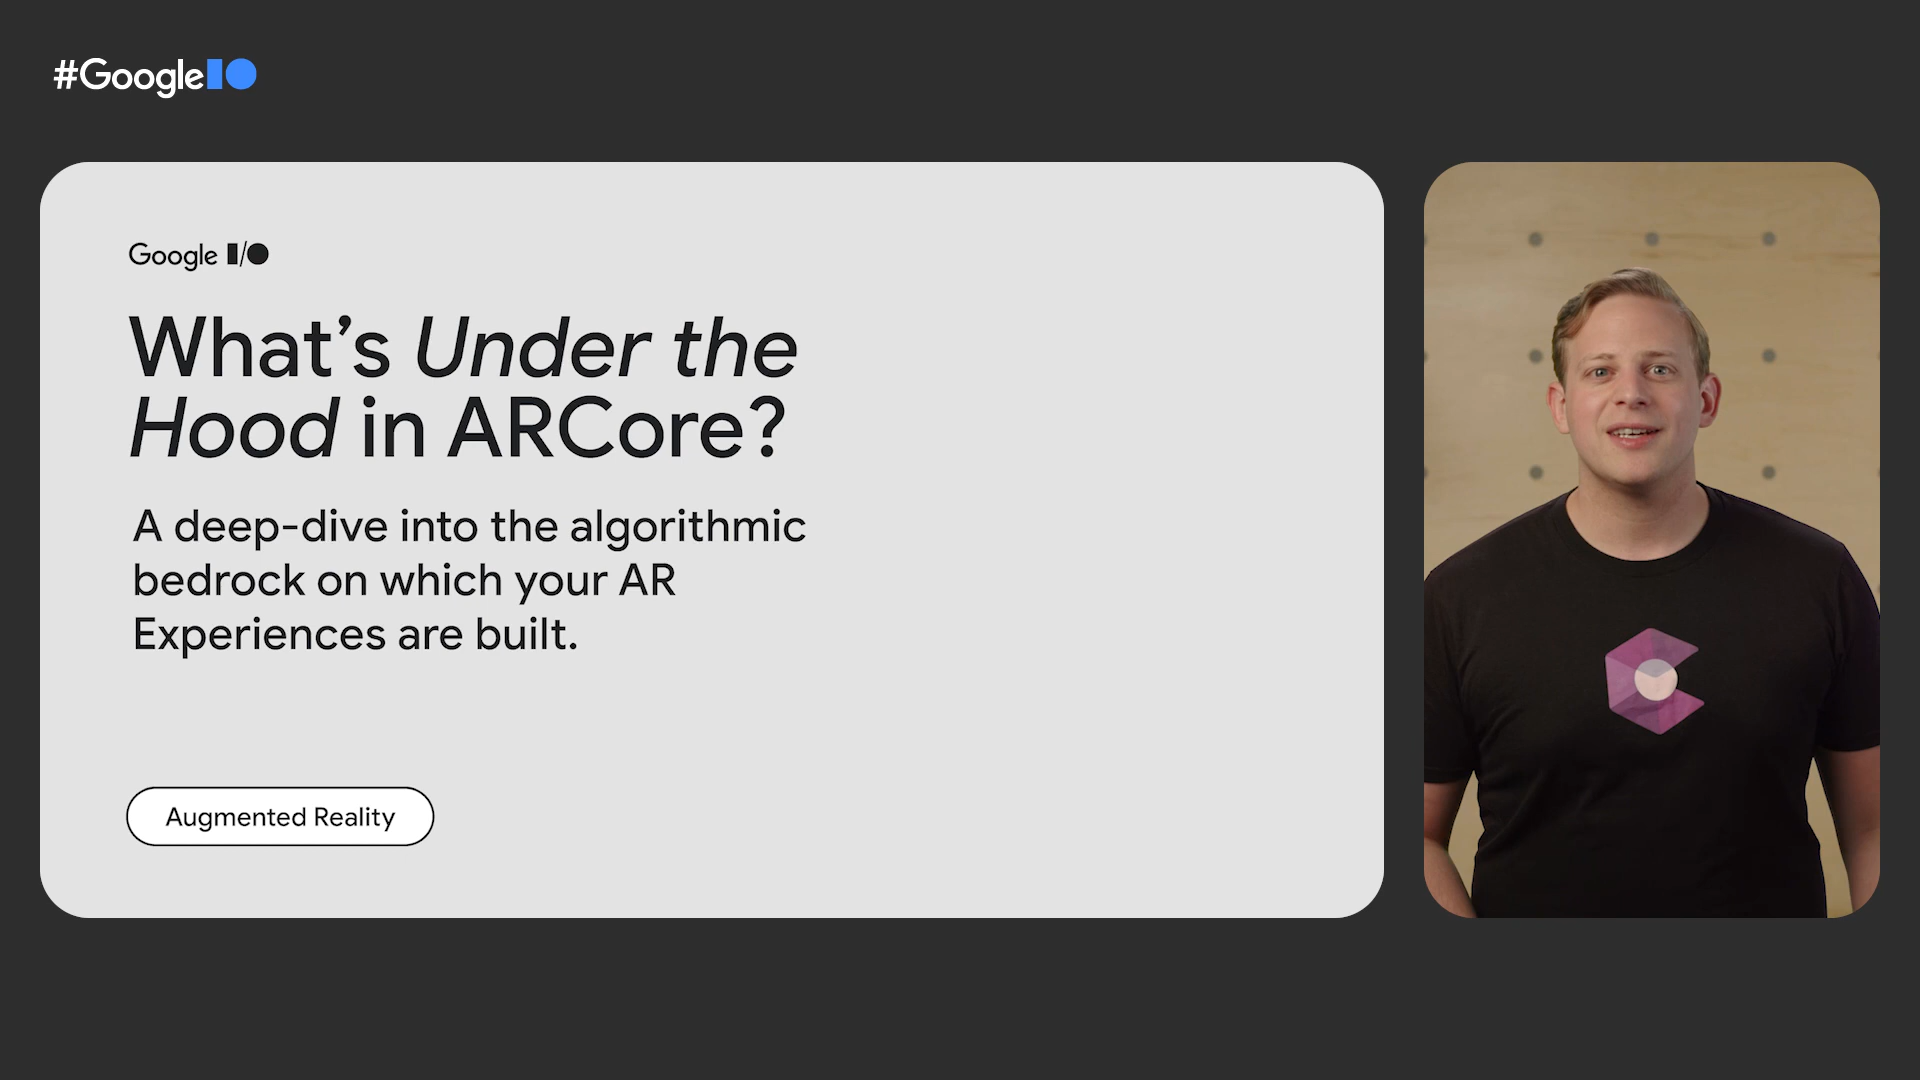 #GoogleIO
Google I/O
What’s Under the
Hood in ARCore?
A deep-dive into the algorithmic
bedrock on which your AR
Experiences are built.
Augmented Reality